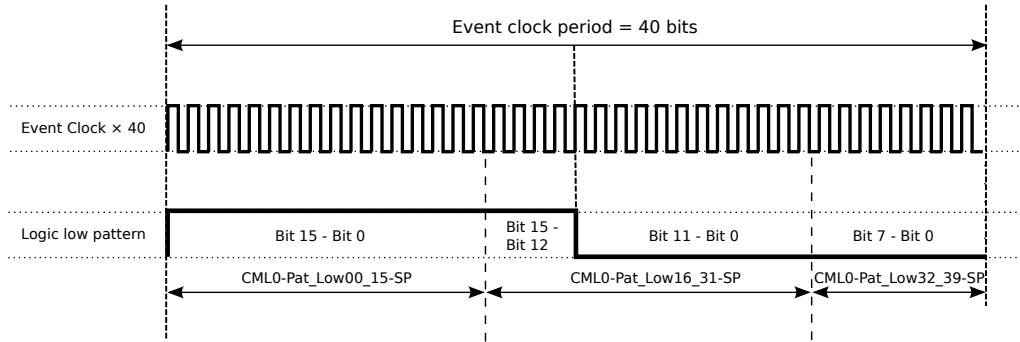 Event clock period = 40 bits
Event Clock × 40
Logic low pattern
Bit 15 - Bit 0
Bit 15 -
Bit 12
Bit 11 - Bit 0
Bit 7 - Bit 0
CML0-Pat_Low00_15-SP
CML0-Pat_Low16_31-SP
CML0-Pat_Low32_39-SP